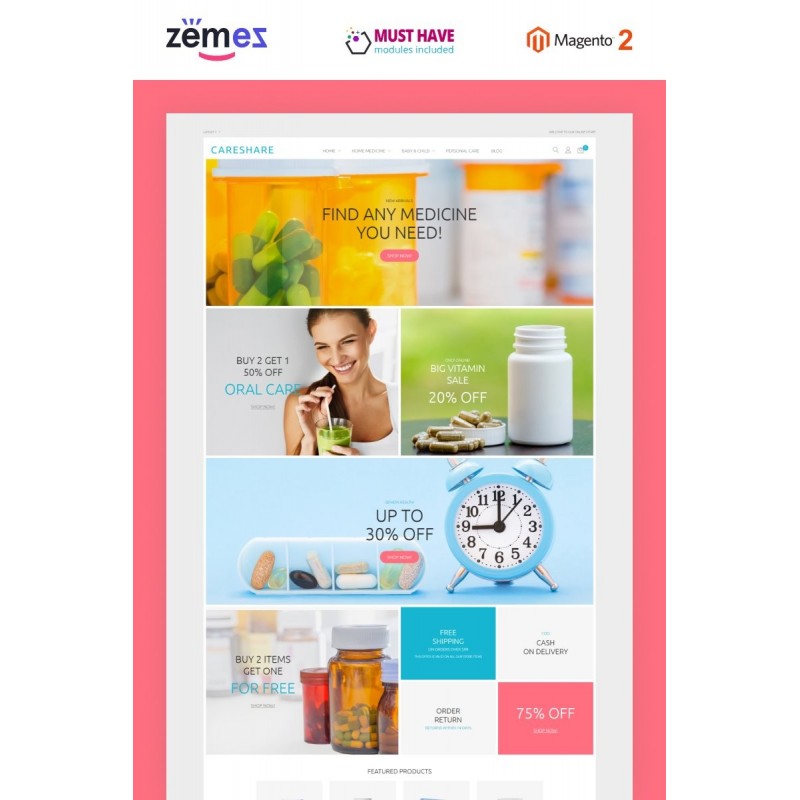 zemez
MUST HAVE
modules included
Magento 2
CARESHARE
HOME
HOME MEDICINE
BABY & CHILD
PERSONAL CARE
BLOG
NEW ARRIVALS
FIND ANY MEDICINE
YOU NEED!
SHOP NOW!
BUY 2 GET 1
50% OFF
ORAL CARE
SHOP NOW!
BIG VITAMIN
SALE
20% OFF
UP TO
30% OFF
SHOP NOW!
12
1
2
3
4
5
6
7
8
9
10
11
BUY 2 ITEMS
GET ONE
FOR FREE
SHOP NOW!
FREE
SHIPPING
CASH
ON DELIVERY
ORDER
RETURN
75% OFF
SHOP NOW!
FEATURED PRODUCTS